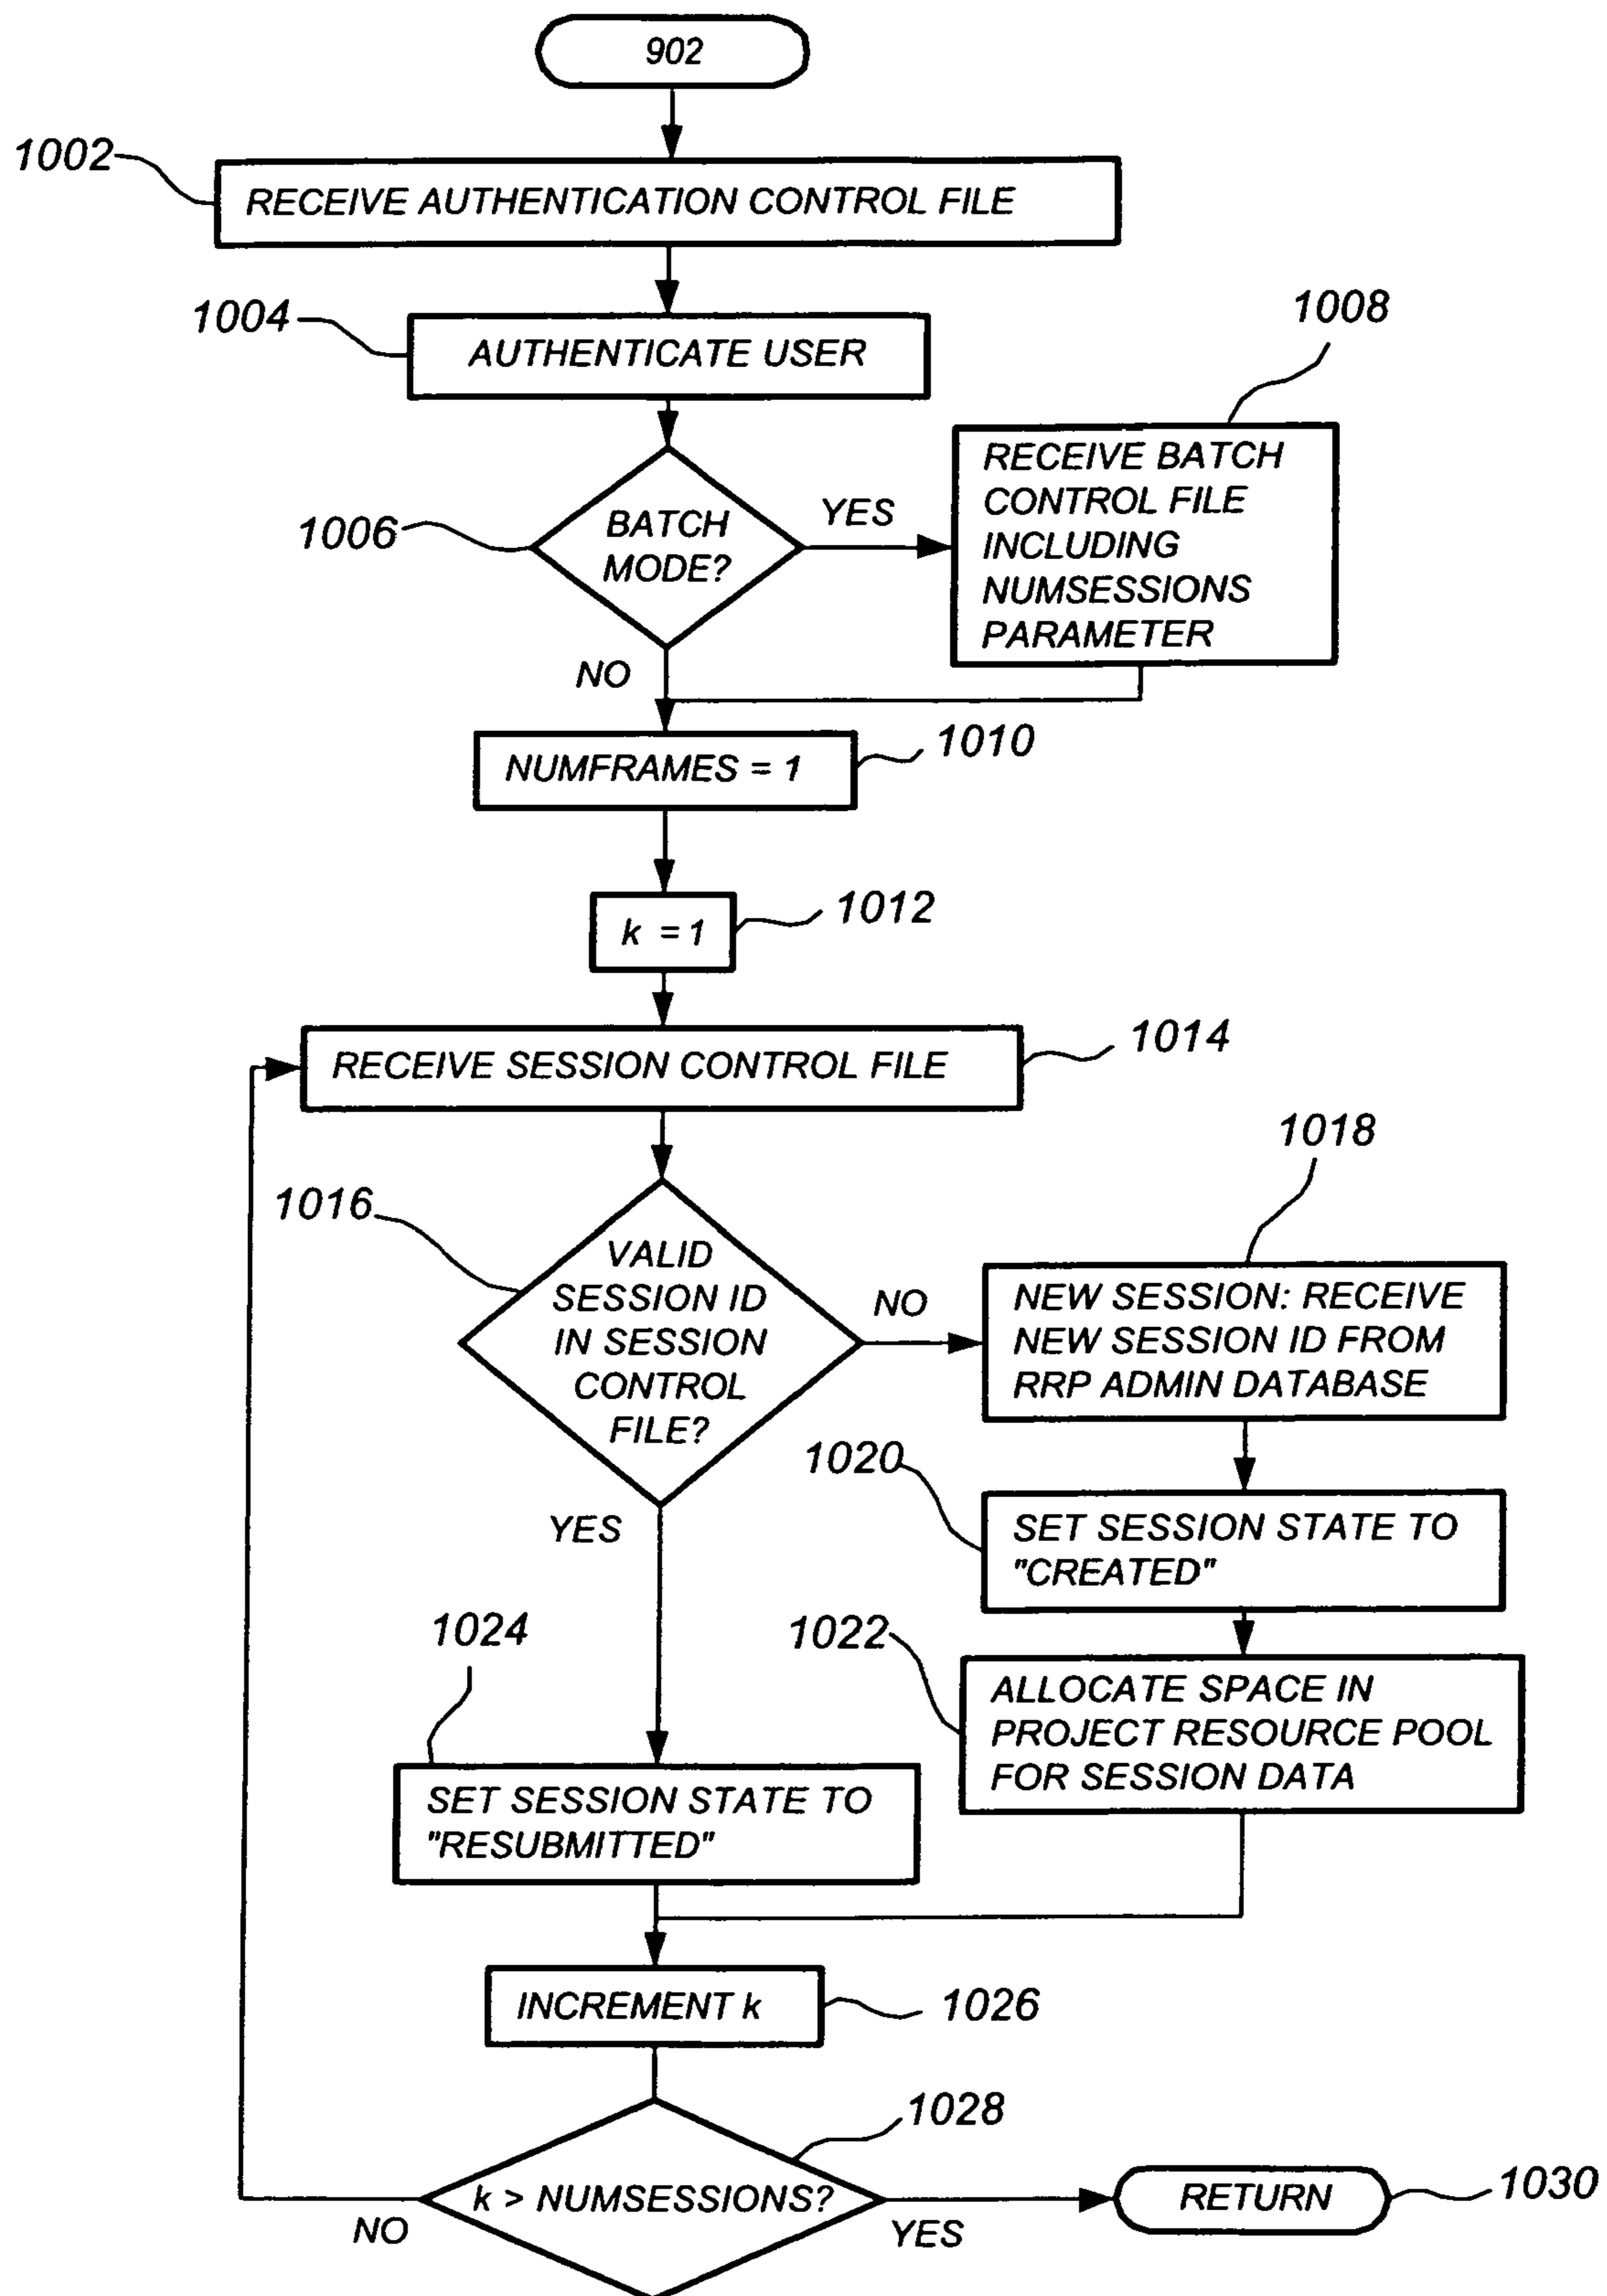 902
1002
RECEIVE AUTHENTICATION CONTROL FILE
1004
AUTHENTICATE USER
1006
BATCH
MODE?
YES
NO
1008
RECEIVE BATCH
CONTROL FILE
INCLUDING
NUMSESSIONS
PARAMETER
NUMFRAMES = 1
1010
k = 1
1012
RECEIVE SESSION CONTROL FILE
1014
1016
VALID
SESSION ID
IN SESSION
CONTROL
FILE?
NO
YES
1018
NEW SESSION: RECEIVE
NEW SESSION ID FROM
RRP ADMIN DATABASE
1020
SET SESSION STATE TO
"CREATED"
1022
ALLOCATE SPACE IN
PROJECT RESOURCE POOL
FOR SESSION DATA
1024
SET SESSION STATE TO
"RESUBMITTED"
INCREMENT k
1026
1028
k > NUMSESSIONS?
NO
YES
RETURN
1030